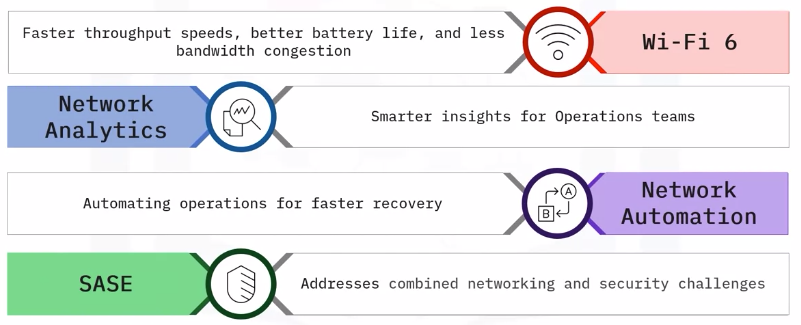 Faster throughput speeds, better battery life, and less
bandwidth congestion
Wi-Fi 6
Network
Analytics
Smarter insights for Operations teams
Automating operations for faster recovery
A
B
Network
Automation
SASE
Addresses combined networking and security challenges